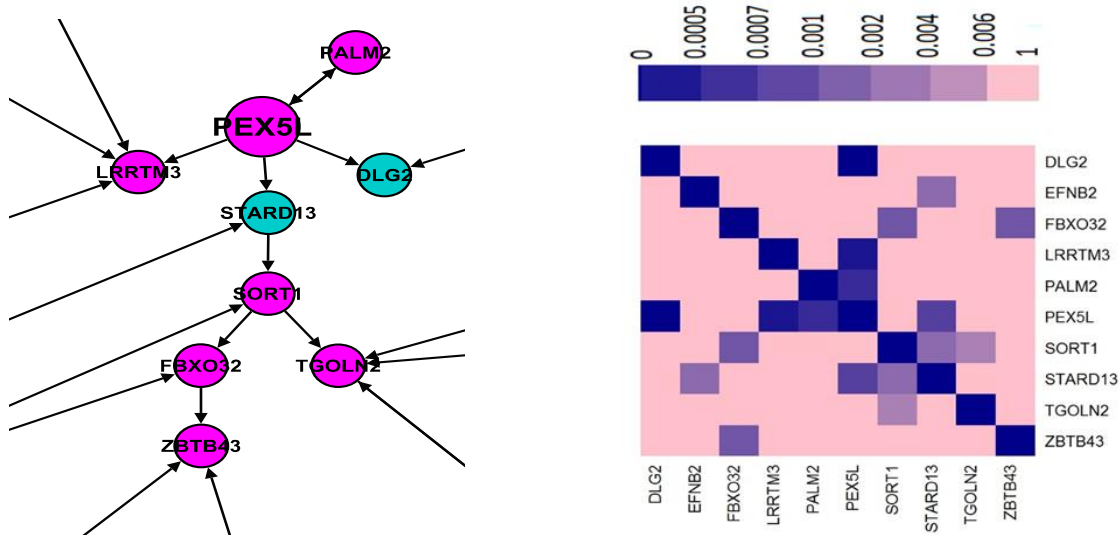 PALM2
PEX5L
LRRTM3
DLG2
STARD13
SORT1
FBXO32
TGOLN2
ZBTB43
0
0.0005
0.0007
0.001
0.002
0.004
0.006
1
DLG2
EFNB2
FBXO32
LRRTM3
PALM2
PEX5L
SORT1
STARD13
TGOLN2
ZBTB43
DLG2
EFNB2
FBXO32
LRRTM3
PALM2
PEX5L
SORT1
STARD13
TGOLN2
ZBTB43